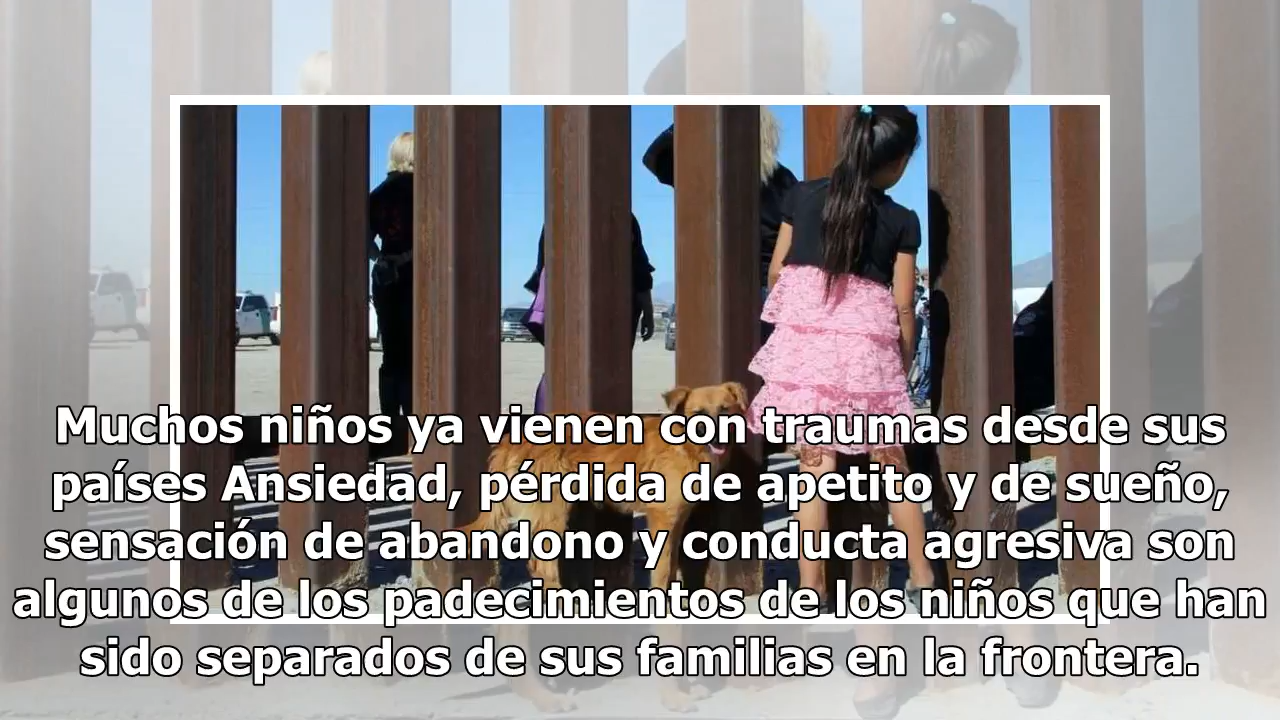 Muchos niños ya vienen con traumas desde sus
países Ansiedad, pérdida de apetito y de sueño,
sensación de abandono y conducta agresiva son
algunos de los padecimientos de los niños que han
sido separados de sus familias en la frontera.